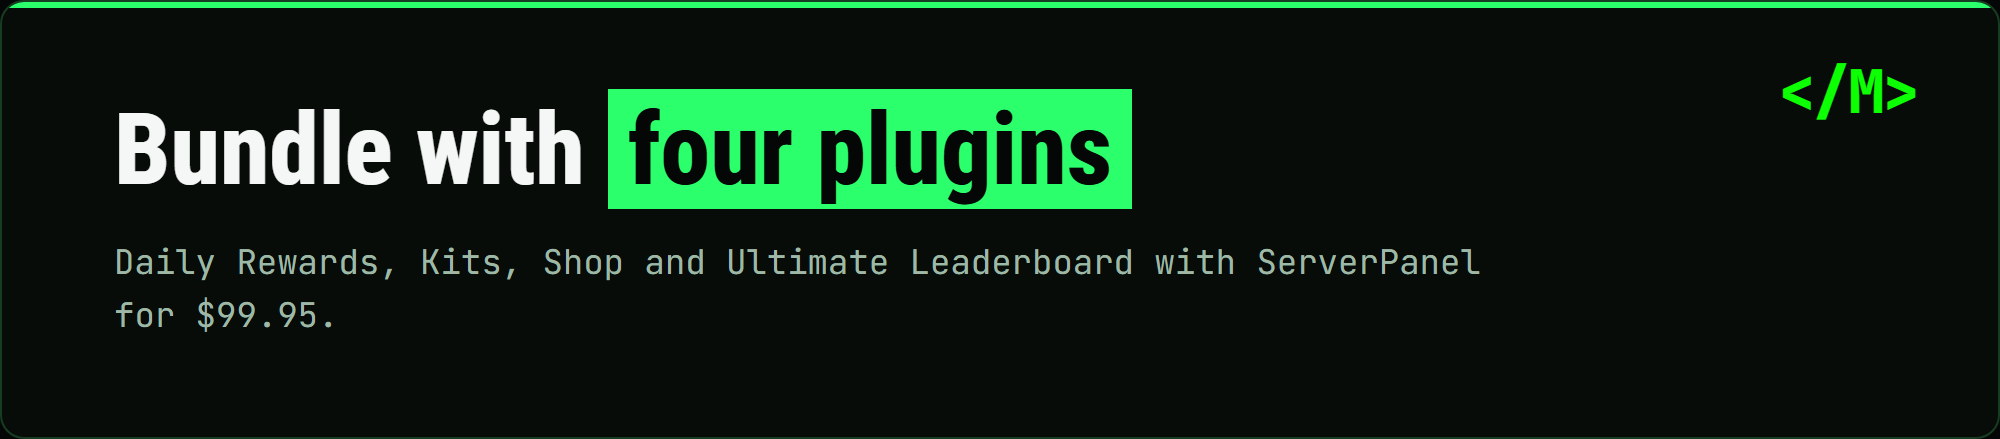 </M>
Bundle with four plugins
Daily Rewards, Kits, Shop and Ultimate Leaderboard with ServerPanel
for $99.95.